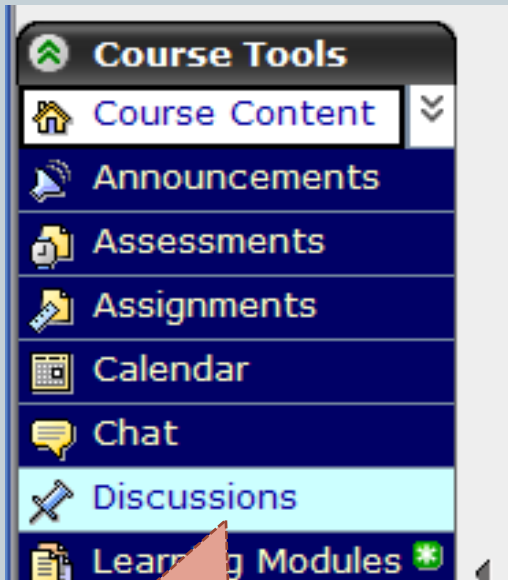 Course Tools
Course Content
Announcements
Assessments
Assignments
Calendar
Chat
Discussions
Modules